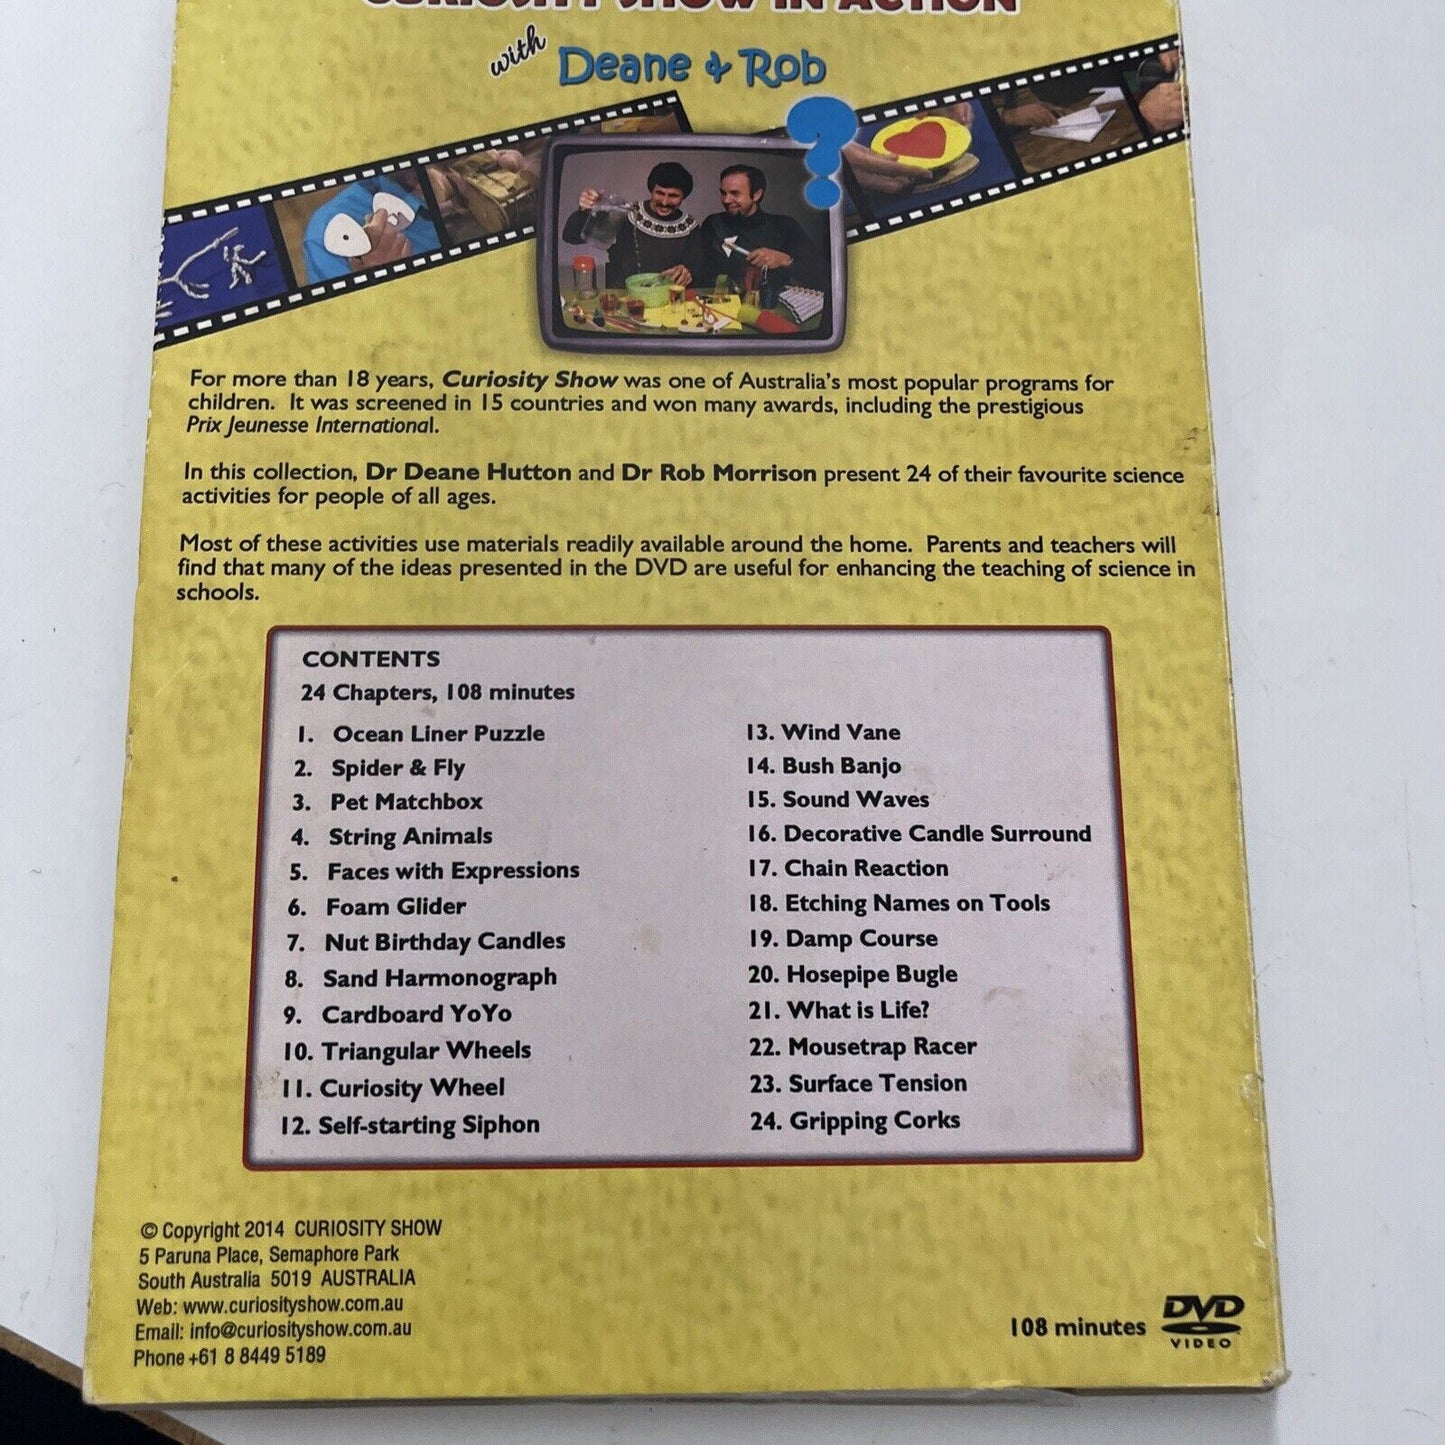 CURIOSITY SHOW IN ACTION
with Deane & Rob
?
For more than 18 years, Curiosity Show was one of Australia's most popular programs for
children. It was screened in 15 countries and won many awards, including the prestigious
Prix Jeunesse International.
In this collection, Dr Deane Hutton and Dr Rob Morrison present 24 of their favourite science
activities for people of all ages.
Most of these activities use materials readily available around the home. Parents and teachers will
find that many of the ideas presented in the DVD are useful for enhancing the teaching of science in
schools.
CONTENTS
24 Chapters, 108 minutes
1. Ocean Liner Puzzle
2. Spider & Fly
3. Pet Matchbox
4. String Animals
5. Faces with Expressions
6. Foam Glider
7. Nut Birthday Candles
8. Sand Harmonograph
9. Cardboard YoYo
10. Triangular Wheels
11. Curiosity Wheel
12. Self-starting Siphon
13. Wind Vane
14. Bush Banjo
15. Sound Waves
16. Decorative Candle Surround
17. Chain Reaction
18. Etching Names on Tools
19. Damp Course
20. Hosepipe Bugle
21. What is Life?
22. Mousetrap Racer
23. Surface Tension
24. Gripping Corks
© Copyright 2014 CURIOSITY SHOW
5 Paruna Place, Semaphore Park
South Australia 5019 AUSTRALIA
Web: www.curiosityshow.com.au
Email: info@curiosityshow.com.au
Phone +61 8 8449 5189
108 minutes
DVD
VIDEO